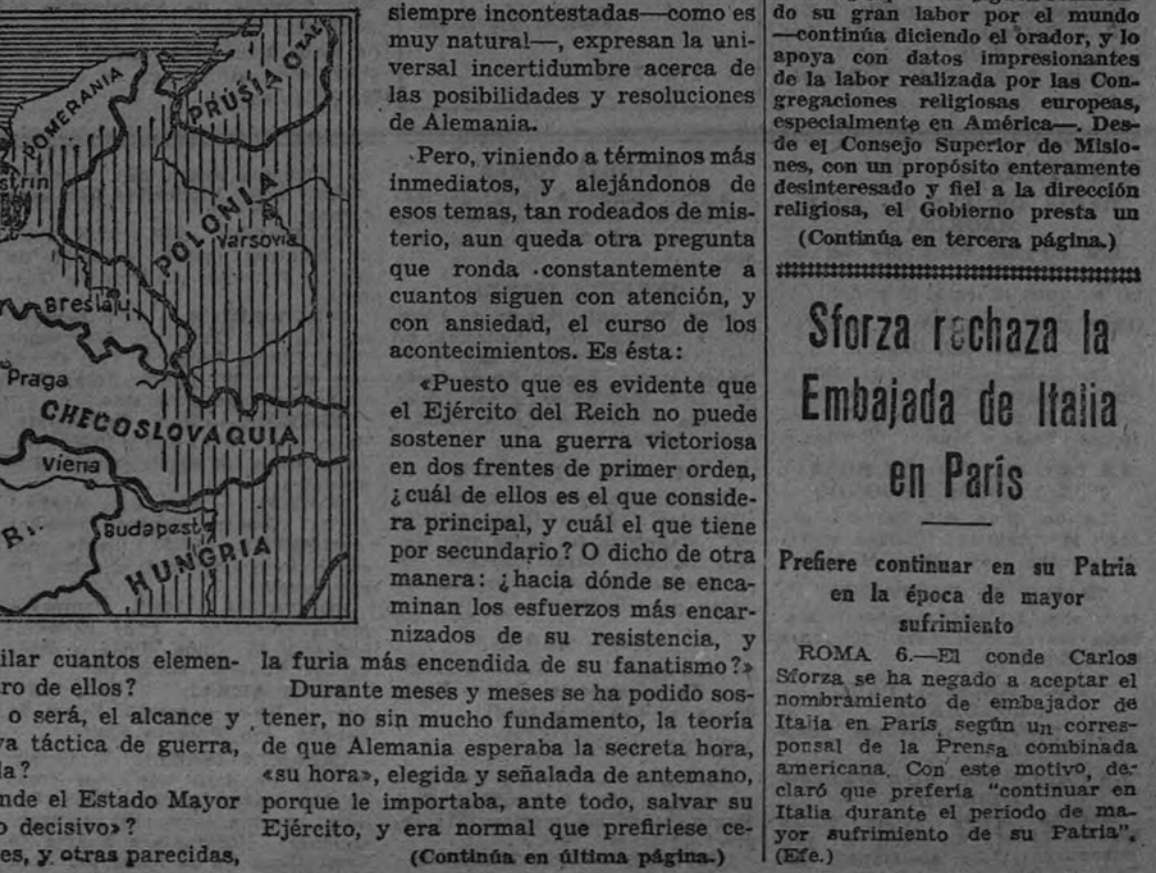 POMERANIA
PRUSIA O
POLONIA
Varsovia
Breslau
Praga
CHECOSLOVAQUIA
Viena
Budapest
HUNGRIA
ilar cuantos elemen-
ro de ellos?
o será, el alcance y
va táctica de guerra,
la?
nde el Estado Mayor
o decisivo»?
es, y otras parecidas,
siempre incontestadas—como es
muy natural—, expresan la uni-
versal incertidumbre acerca de
las posibilidades y resoluciones
de Alemania.
Pero, viniendo a términos más
inmediatos, y alejándonos de
esos temas, tan rodeados de mis-
terio, aun queda otra pregunta
que ronda constantemente a
cuantos siguen con atención, y
con ansiedad, el curso de los
acontecimientos. Es ésta:
«Puesto que es evidente que
el Ejército del Reich no puede
sostener una guerra victoriosa
en dos frentes de primer orden,
¿cuál de ellos es el que conside-
ra principal, y cuál el que tiene
por secundario? O dicho de otra
manera: ¿hacia dónde se enca-
minan los esfuerzos más encar-
nizados de su resistencia, y
la furia más encendida de su fanatismo?»
Durante meses y meses se ha podido sos-
tener, no sin mucho fundamento, la teoría
de que Alemania esperaba la secreta hora,
«su hora», elegida y señalada de antemano,
porque le importaba, ante todo, salvar su
Ejército, y era normal que prefiriese ce-
(Continúa en última página.)
do su gran labor por el mundo
—continúa diciendo el orador, y lo
apoya con datos impresionantes
de la labor realizada por las Con-
gregaciones religiosas europeas,
especialmente en América—. Des-
de el Consejo Superior de Misio-
nes, con un propósito enteramente
desinteresado y fiel a la dirección
religiosa, el Gobierno presta un
(Continúa en tercera página.)
Sforza rechaza la
Embajada de Italia
en París
Prefiere continuar en su Patria
en la época de mayor
sufrimiento
ROMA 6.—El conde Carlos
Sforza se ha negado a aceptar el
nombramiento de embajador de
Italia en París, según un corres-
ponsal de la Prensa combinada
americana. Con este motivo, de-
claró que prefería "continuar en
Italia durante el período de ma-
yor sufrimiento de su Patria".
(Efe.)